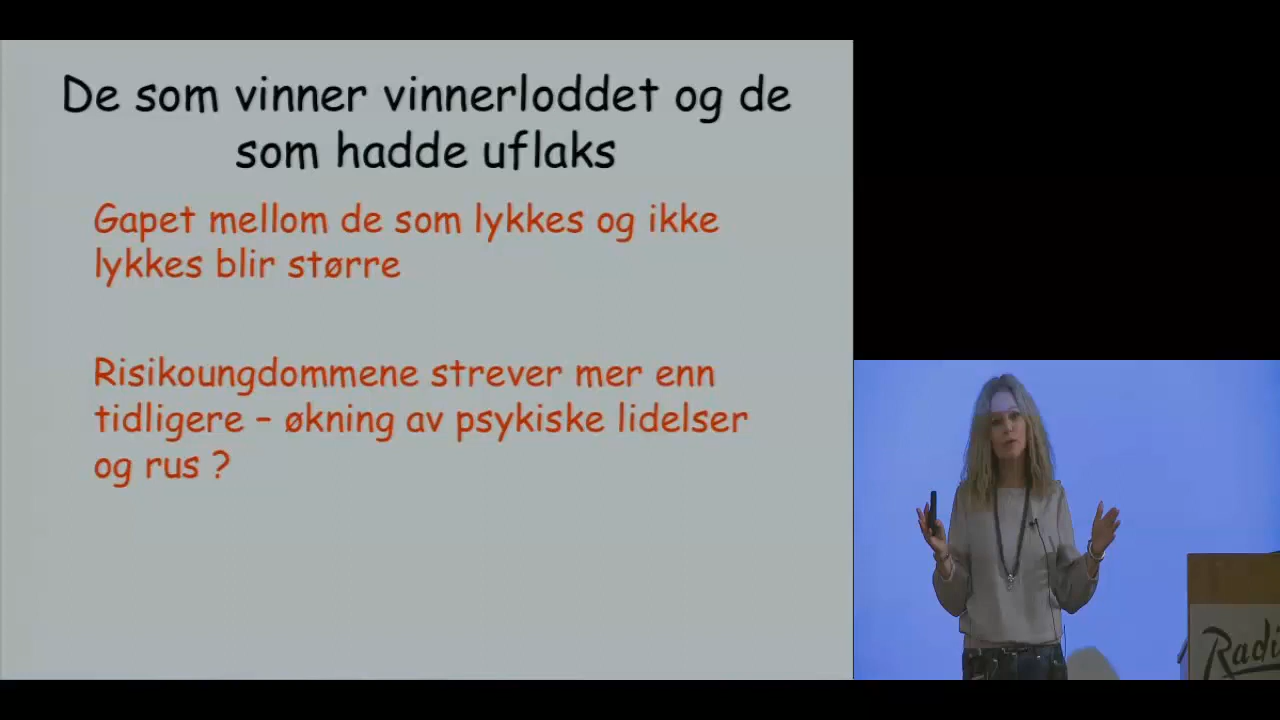 De som vinner vinnerloddet og de
som hadde uflaks
Gapet mellom de som lykkes og ikke
lykkes blir større
Risikoungdommene strever mer enn
tidligere – økning av psykiske lidelser
og rus ?